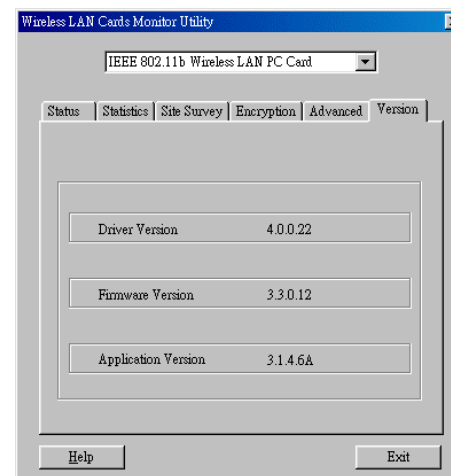 Wireless LAN Cards Monitor Utility
IEEE 802.11b Wireless LAN PC Card
Status Statistics Site Survey Encryption Advanced Version
Driver Version 4.0.0.22
Firmware Version 3.3.0.12
Application Version 3.1.4.6A
Help Exit